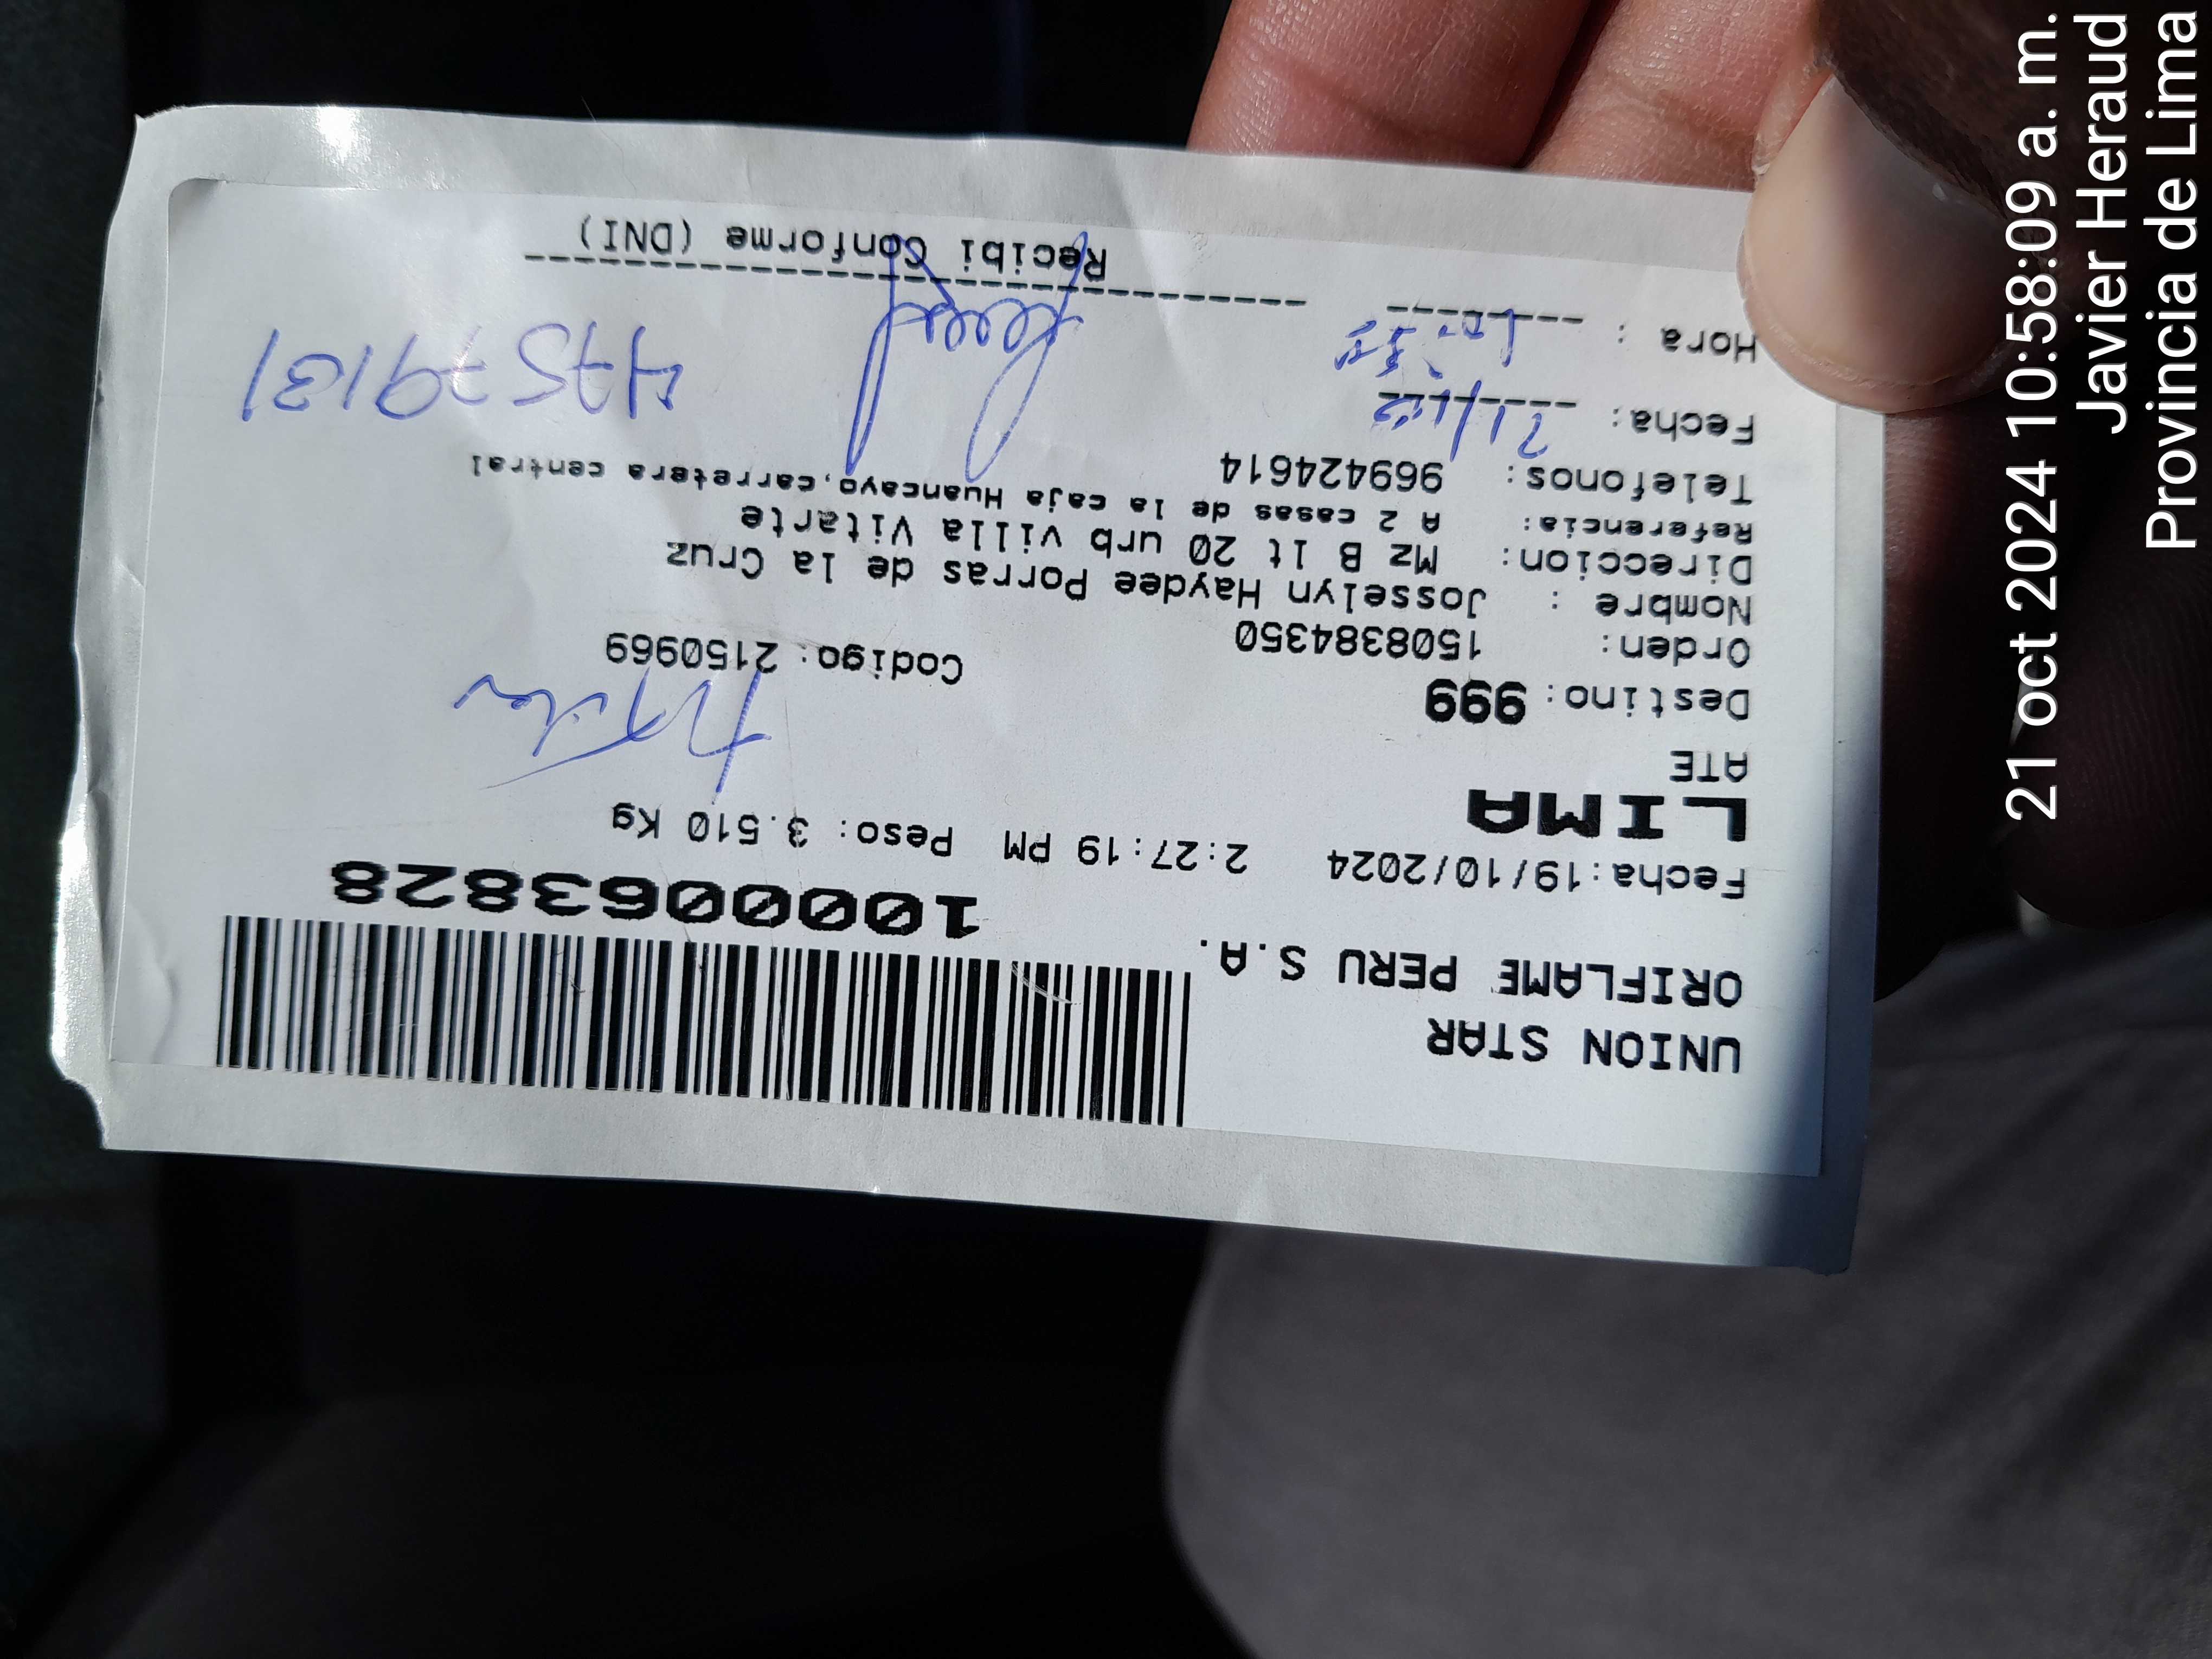 UNION STAR
ORIFLAME PERU S.A.
10000063828
Fecha:19/10/2024 2:27:19 PM Peso: 3.510 Kg
LIMA
ATE
Destino: 999
Orden: 1508384350 Codigo: 2150969
Nombre : Josselyn Haydee Porras de la Cruz
Direccion: Mz B lt 20 urb villa Vitarte
Referencia: A 2 casas de la caja Huancayo,carretera central
Telefonos: 969424614
Fecha:
Hora :
47579131
Recibi Conforme (DNI)
21 oct 2024 10:58:09 a. m.
Javier Heraud
Provincia de Lima